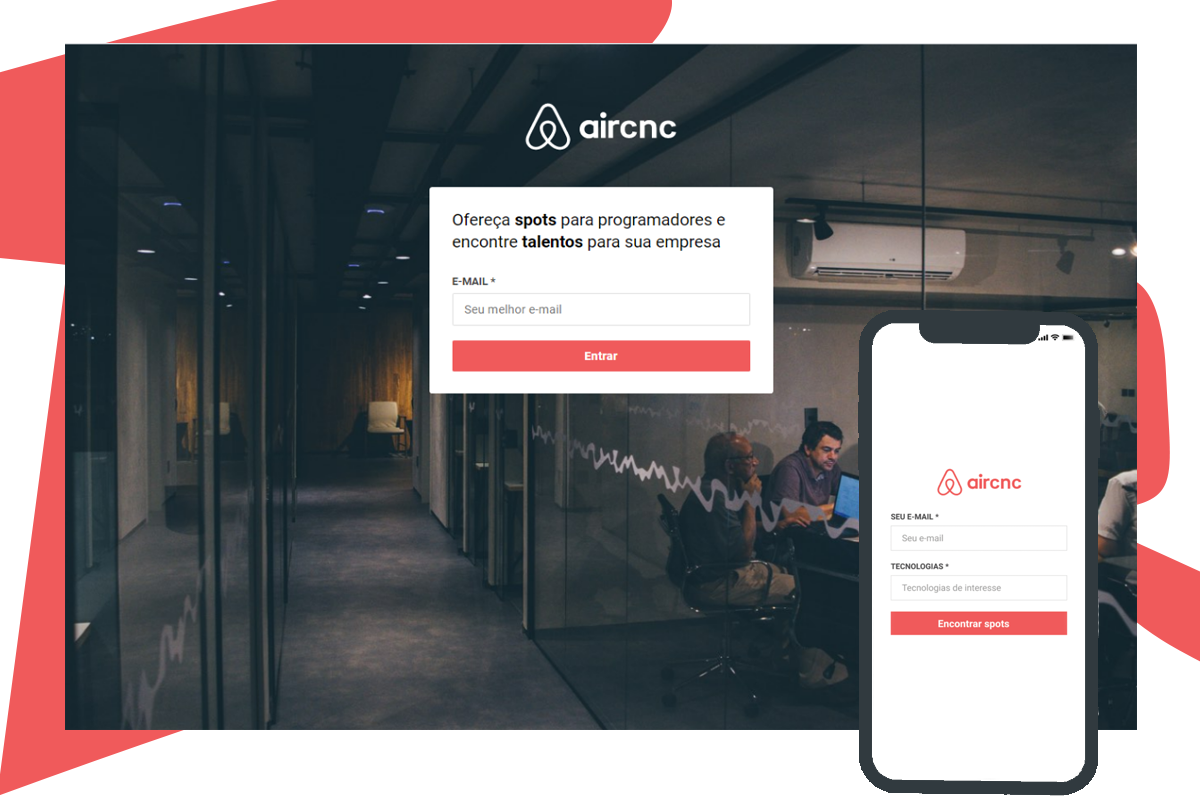 aircnc
Ofereça spots para programadores e
encontre talentos para sua empresa
E-MAIL *
Seu melhor e-mail
Entrar
aircnc
SEU E-MAIL *
Seu e-mail
TECNOLOGIAS *
Tecnologias de interesse
Encontrar spots